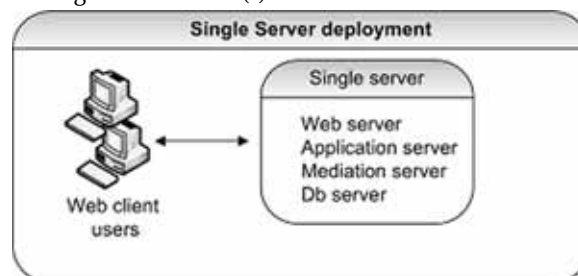 Single Server deployment
Single server
Web server
Application server
Mediation server
Db server
Web client
users